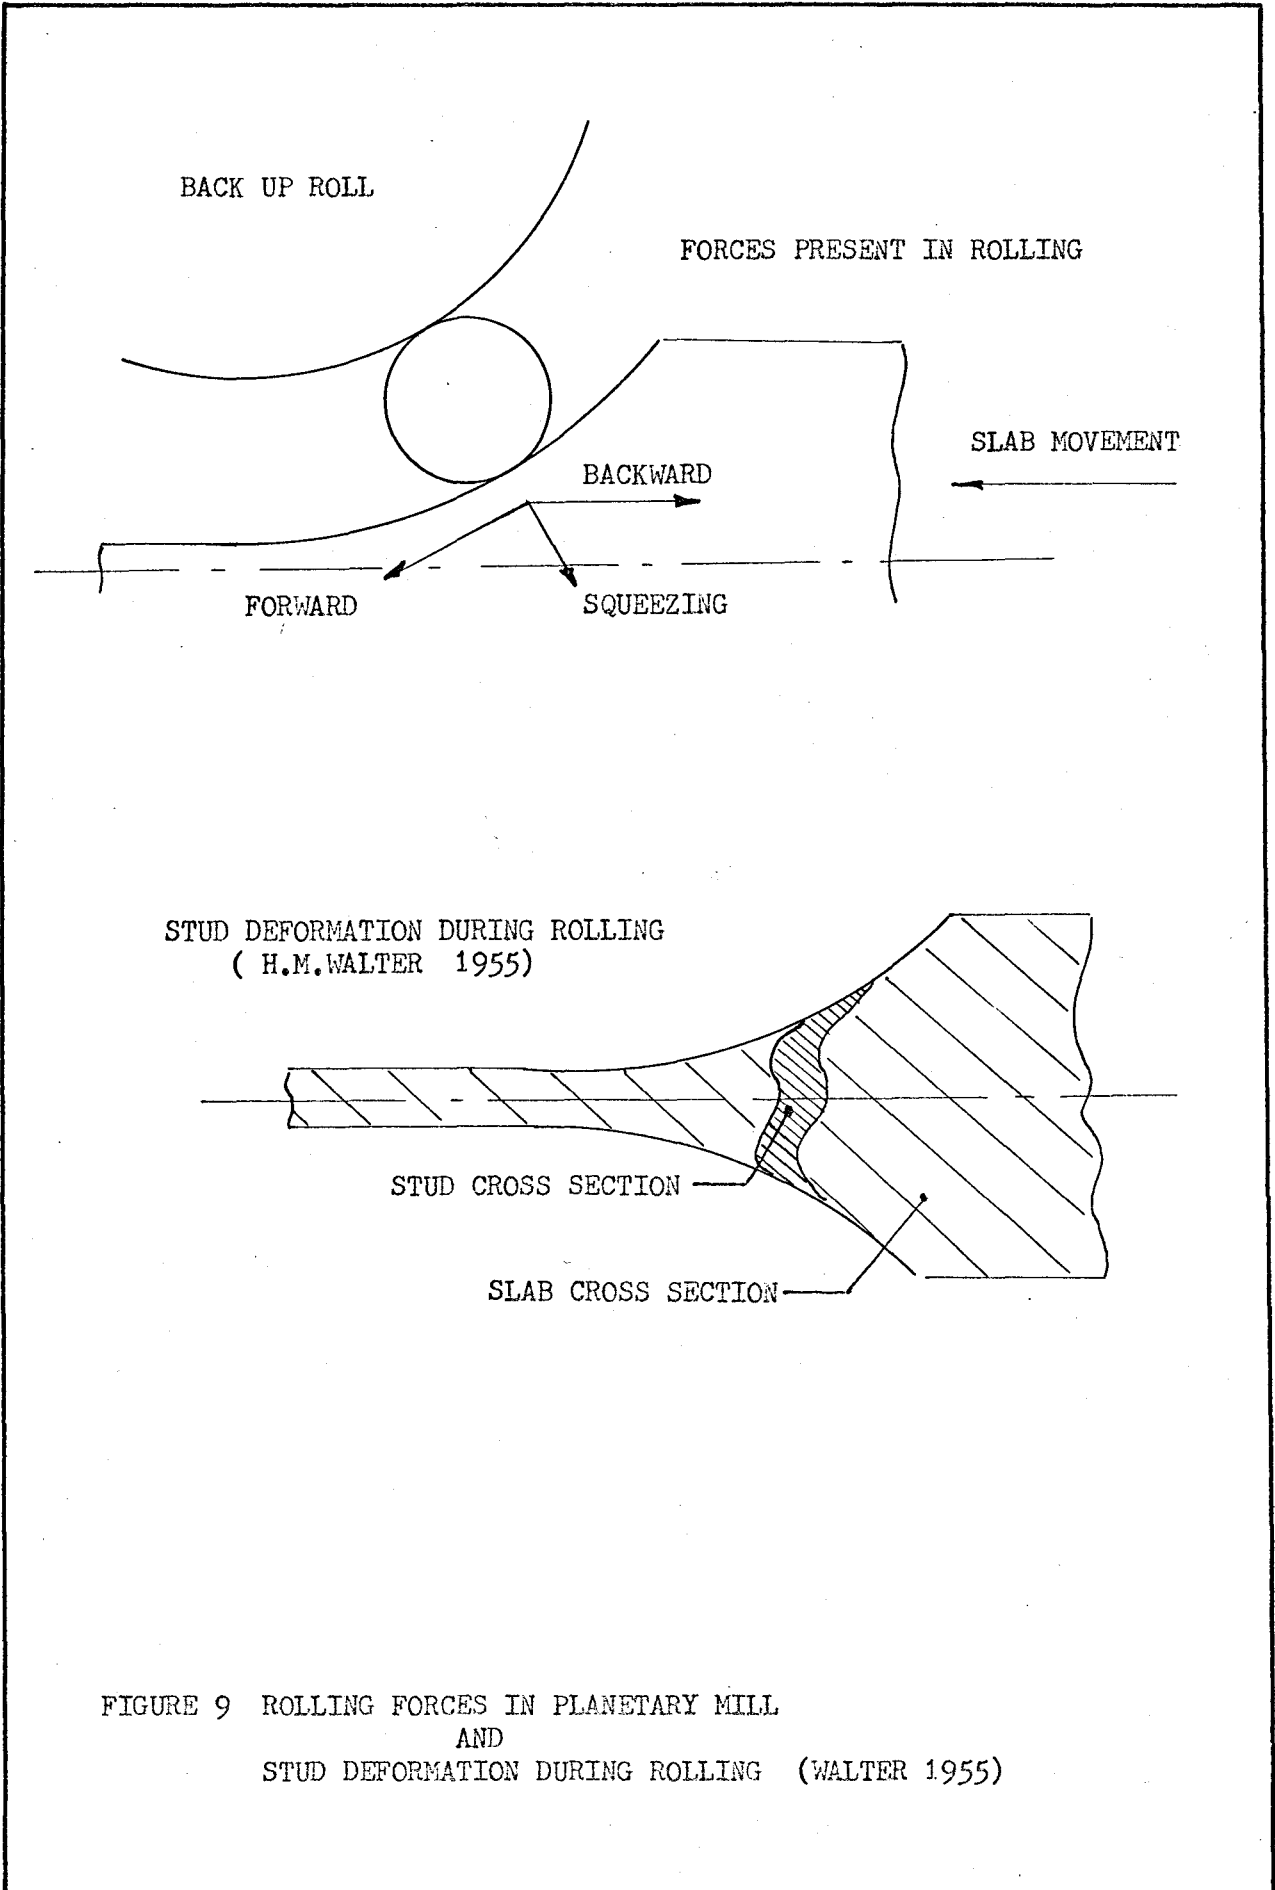 BACK UP ROLL
FORCES PRESENT IN ROLLING
SLAB MOVEMENT
BACKWARD
FORWARD
SQUEEZING
STUD DEFORMATION DURING ROLLING
( H.M.WALTER 1955)
STUD CROSS SECTION
SLAB CROSS SECTION
FIGURE 9 ROLLING FORCES IN PLANETARY MILL
AND
STUD DEFORMATION DURING ROLLING (WALTER 1955)